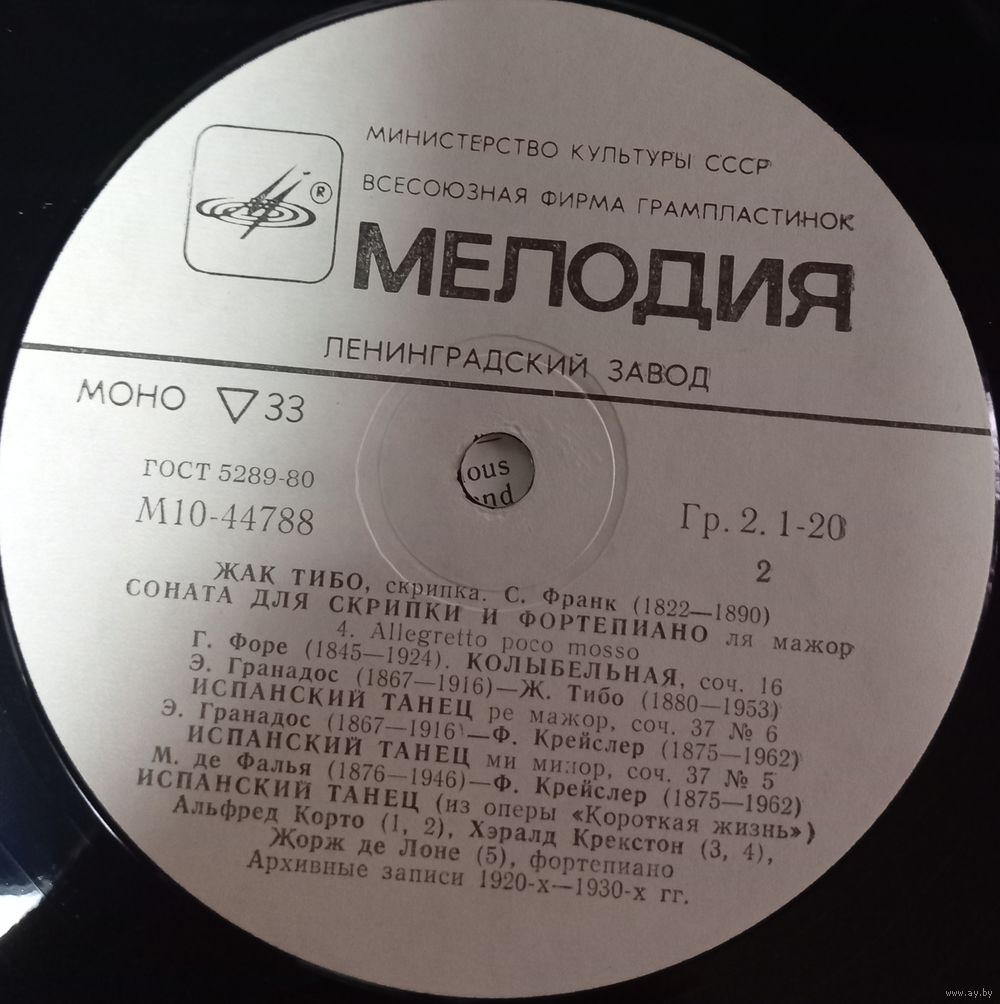 МИНИСТЕРСТВО КУЛЬТУРЫ СССР
ВСЕСОЮЗНАЯ ФИРМА ГРАМПЛАСТИНОК
®
МЕЛОДИЯ
ЛЕНИНГРАДСКИЙ ЗАВОД
МОНО 33
ГОСТ 5289-80
М10-44788
Гр. 2. 1-20
2
ЖАК ТИБО, скрипка. С. Франк (1822—1890)
СОНАТА ДЛЯ СКРИПКИ И ФОРТЕПИАНО ля мажор
4. Allegretto poco mosso
Г. Форе (1845—1924). КОЛЫБЕЛЬНАЯ, соч. 16
Э. Гранадос (1867—1916)—Ж. Тибо (1880—1953)
ИСПАНСКИЙ ТАНЕЦ ре мажор, соч. 37 № 6
Э. Гранадос (1867—1916)—Ф. Крейслер (1875—1962)
ИСПАНСКИЙ ТАНЕЦ ми минор, соч. 37 № 5
М. де Фалья (1876—1946)—Ф. Крейслер (1875—1962)
ИСПАНСКИЙ ТАНЕЦ (из оперы «Короткая жизнь»)
Альфред Корто (1, 2), Хэралд Крекстон (3, 4),
Жорж де Лоне (5), фортепиано
Архивные записи 1920-х—1930-х гг.
www.ay.by